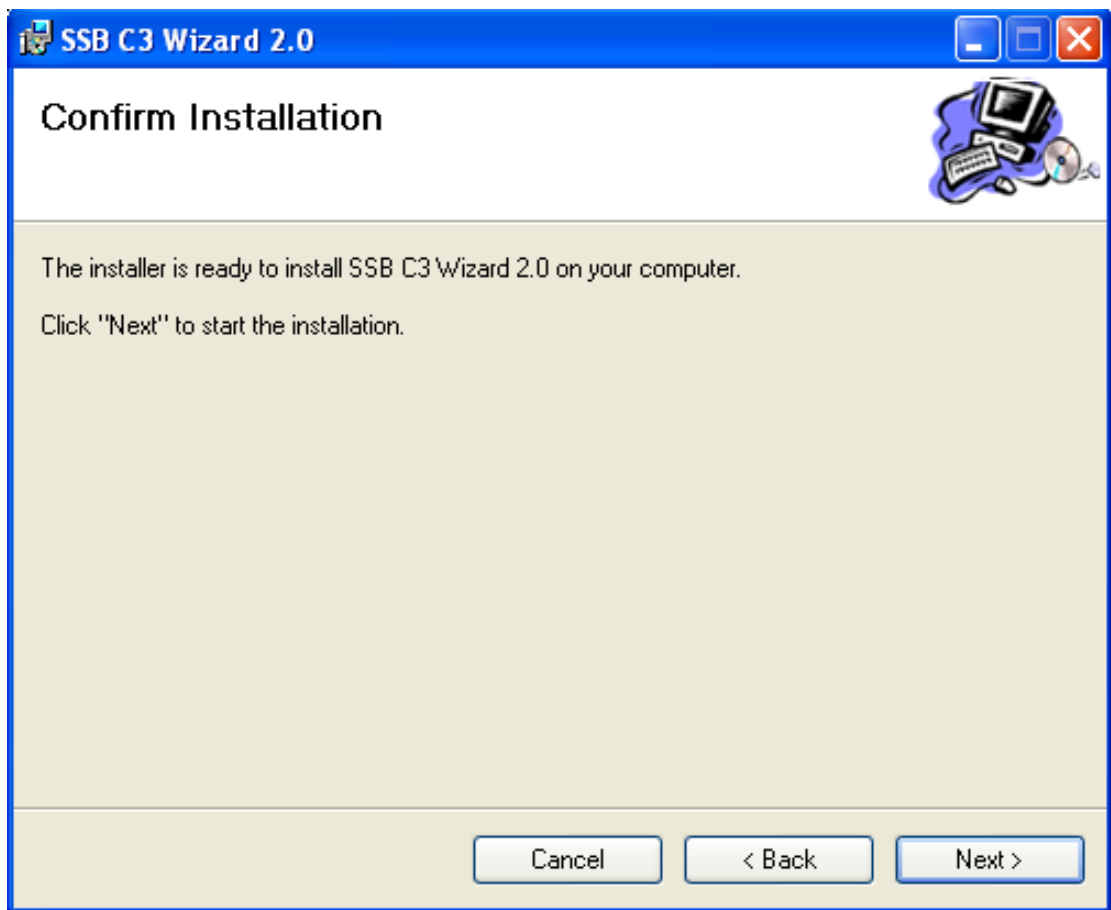 SSB C3 Wizard 2.0
Confirm Installation
The installer is ready to install SSB C3 Wizard 2.0 on your computer.
Click "Next" to start the installation.
Cancel
< Back
Next >